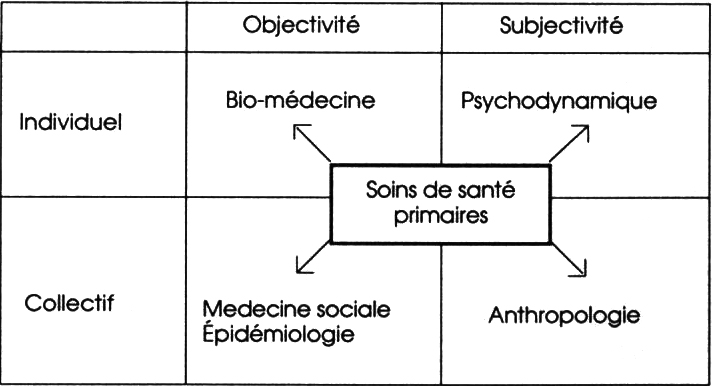 Objectivité
Subjectivité
Individuel
Bio-médecine
Psychodynamique
Soins de santé
primaires
Collectif
Medecine sociale
Épidémiologie
Anthropologie